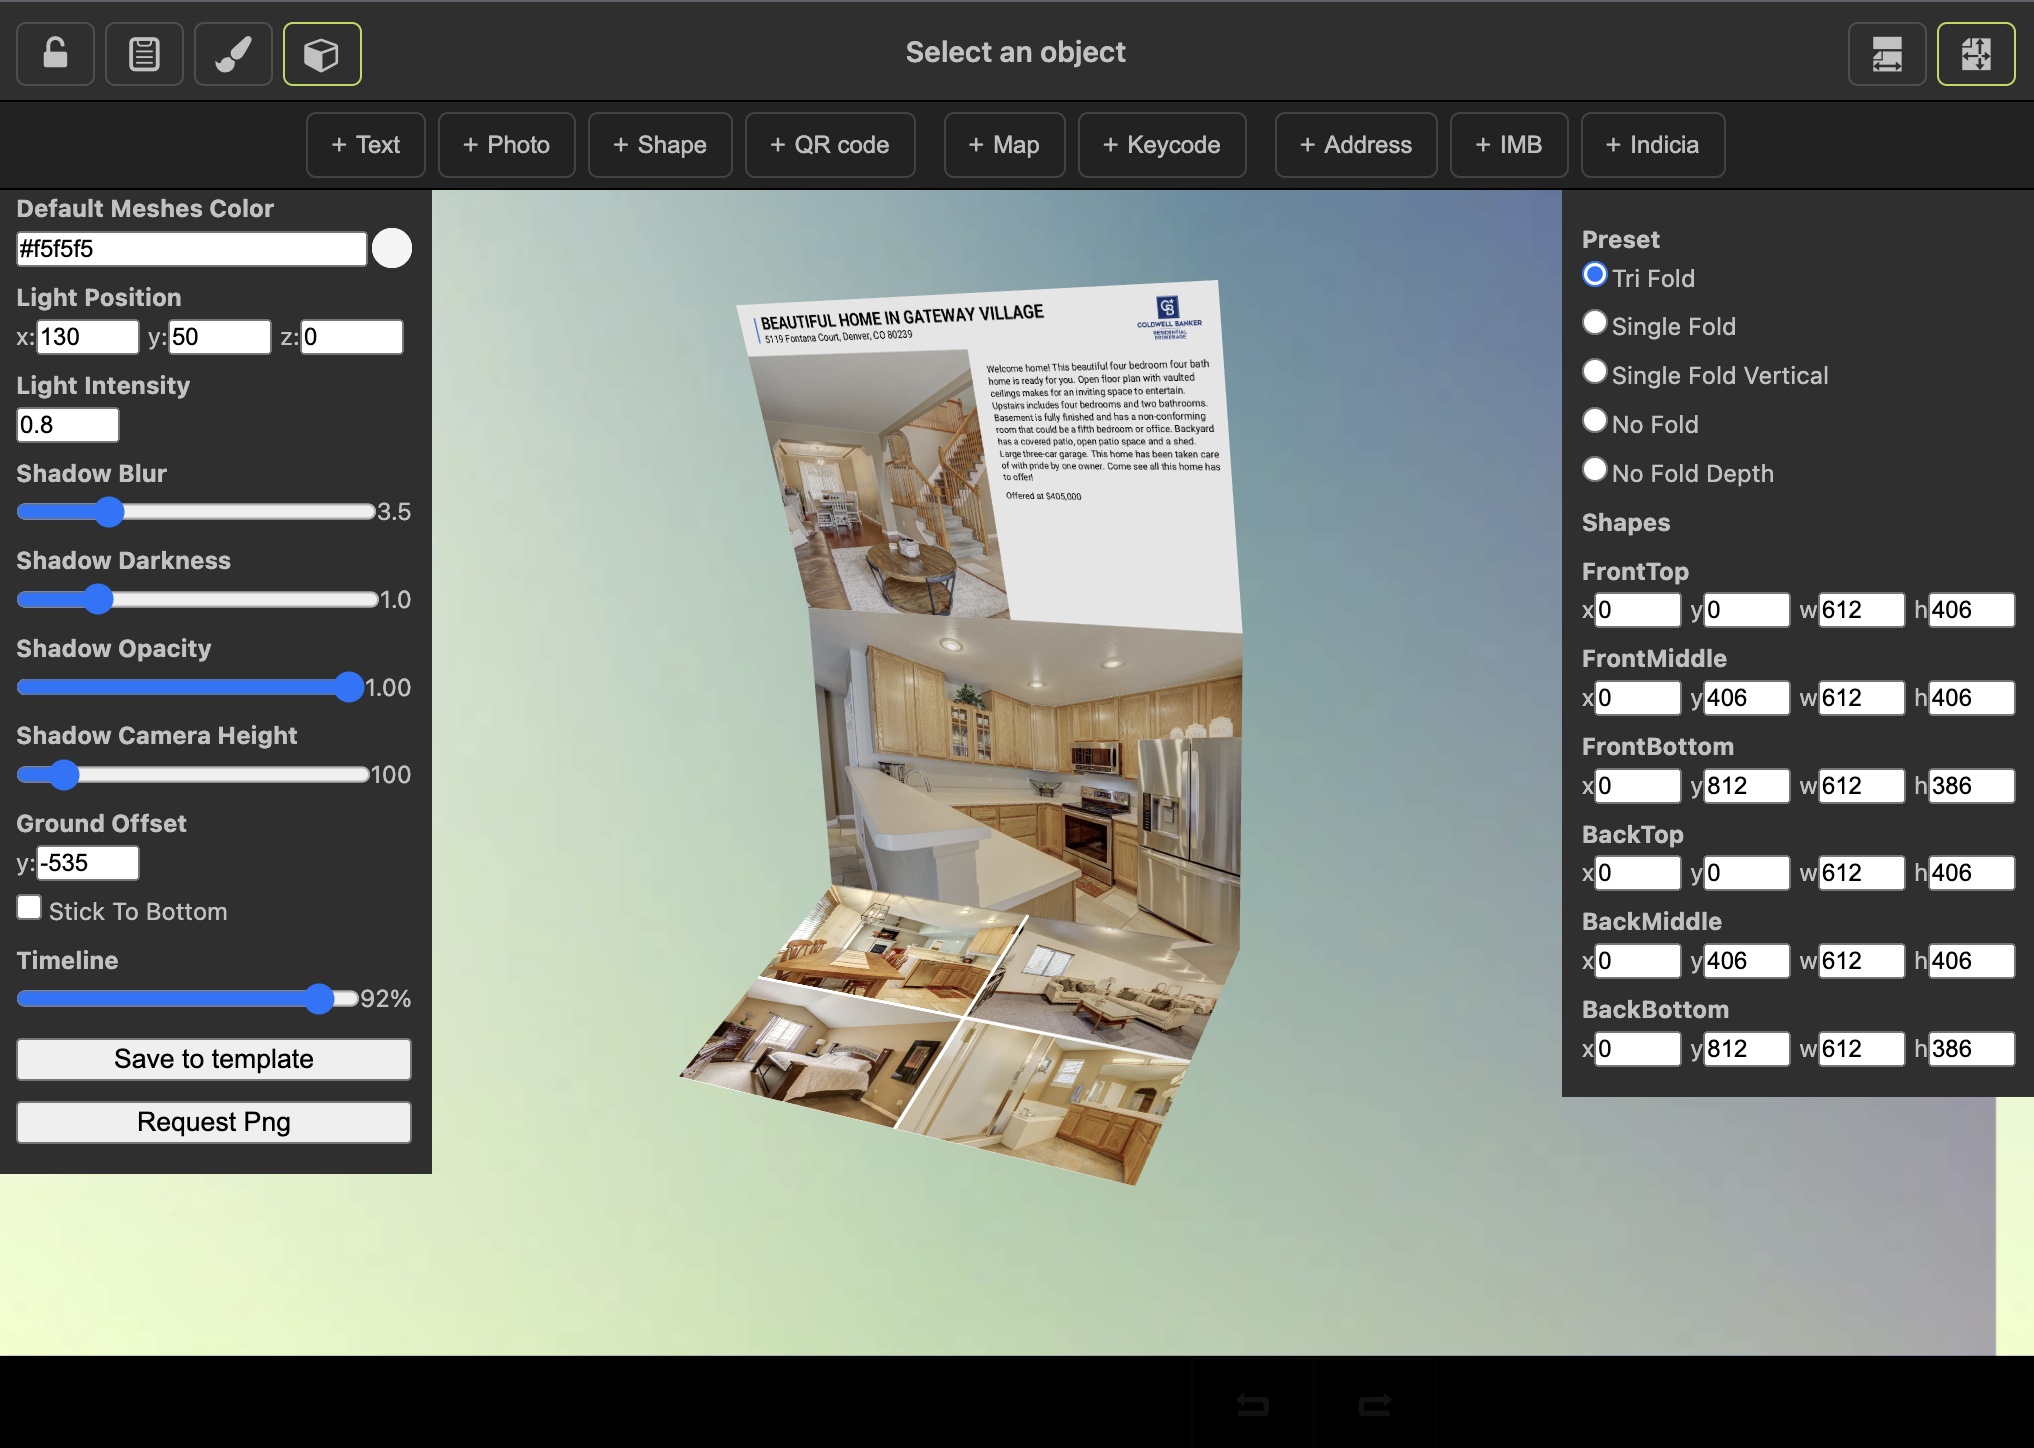 Select an object
+ Text
+ Photo
+ Shape
+ QR code
+ Map
+ Keycode
+ Address
+ IMB
+ Indicia
Default Meshes Color
#f5f5f5
Light Position
x: 130 y: 50 z: 0
Light Intensity
0.8
Shadow Blur
3.5
Shadow Darkness
1.0
Shadow Opacity
1.00
Shadow Camera Height
100
Ground Offset
y: -535
Stick To Bottom
Timeline
92%
Save to template
Request Png
BEAUTIFUL HOME IN GATEWAY VILLAGE
5119 Fontana Court, Denver, CO 80239
CB
COLDWELL BANKER
RESIDENTIAL
BROKERAGE
Welcome home! This beautiful four bedroom four bath
home is ready for you. Open floor plan with vaulted
ceilings makes for an inviting space to entertain.
Upstairs includes four bedrooms and two bathrooms.
Basement is fully finished and has a non-conforming
room that could be a fifth bedroom or office. Backyard
has a covered patio, open patio space and a shed.
Large three-car garage. This home has been taken care
of with pride by one owner. Come see all this home has
to offer!
Offered at $405,000
Preset
Tri Fold
Single Fold
Single Fold Vertical
No Fold
No Fold Depth
Shapes
FrontTop
x 0 y 0 w 612 h 406
FrontMiddle
x 0 y 406 w 612 h 406
FrontBottom
x 0 y 812 w 612 h 386
BackTop
x 0 y 0 w 612 h 406
BackMiddle
x 0 y 406 w 612 h 406
BackBottom
x 0 y 812 w 612 h 386